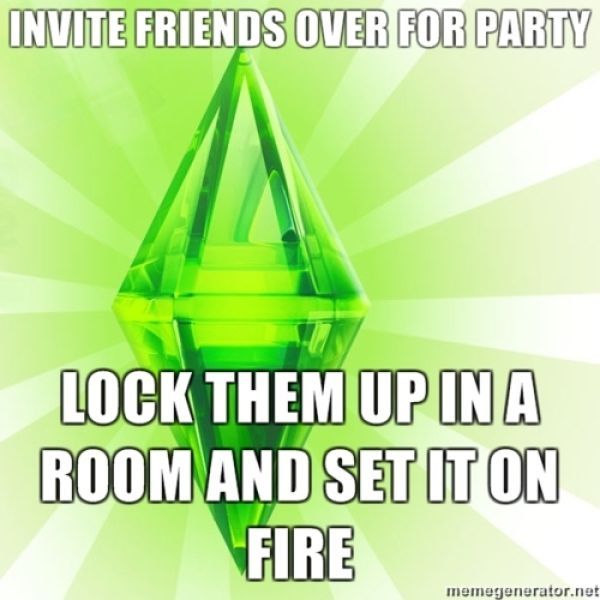 INVITE FRIENDS OVER FOR PARTY
LOCK THEM UP IN A
ROOM AND SET IT ON
FIRE
memegenerator.net